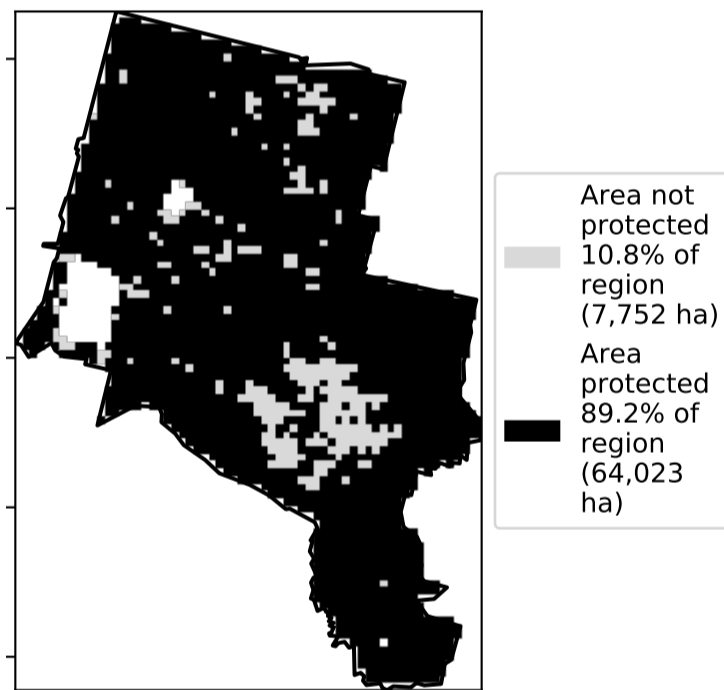 Area not
protected
10.8% of
region
(7,752 ha)
Area
protected
89.2% of
region
(64,023
ha)